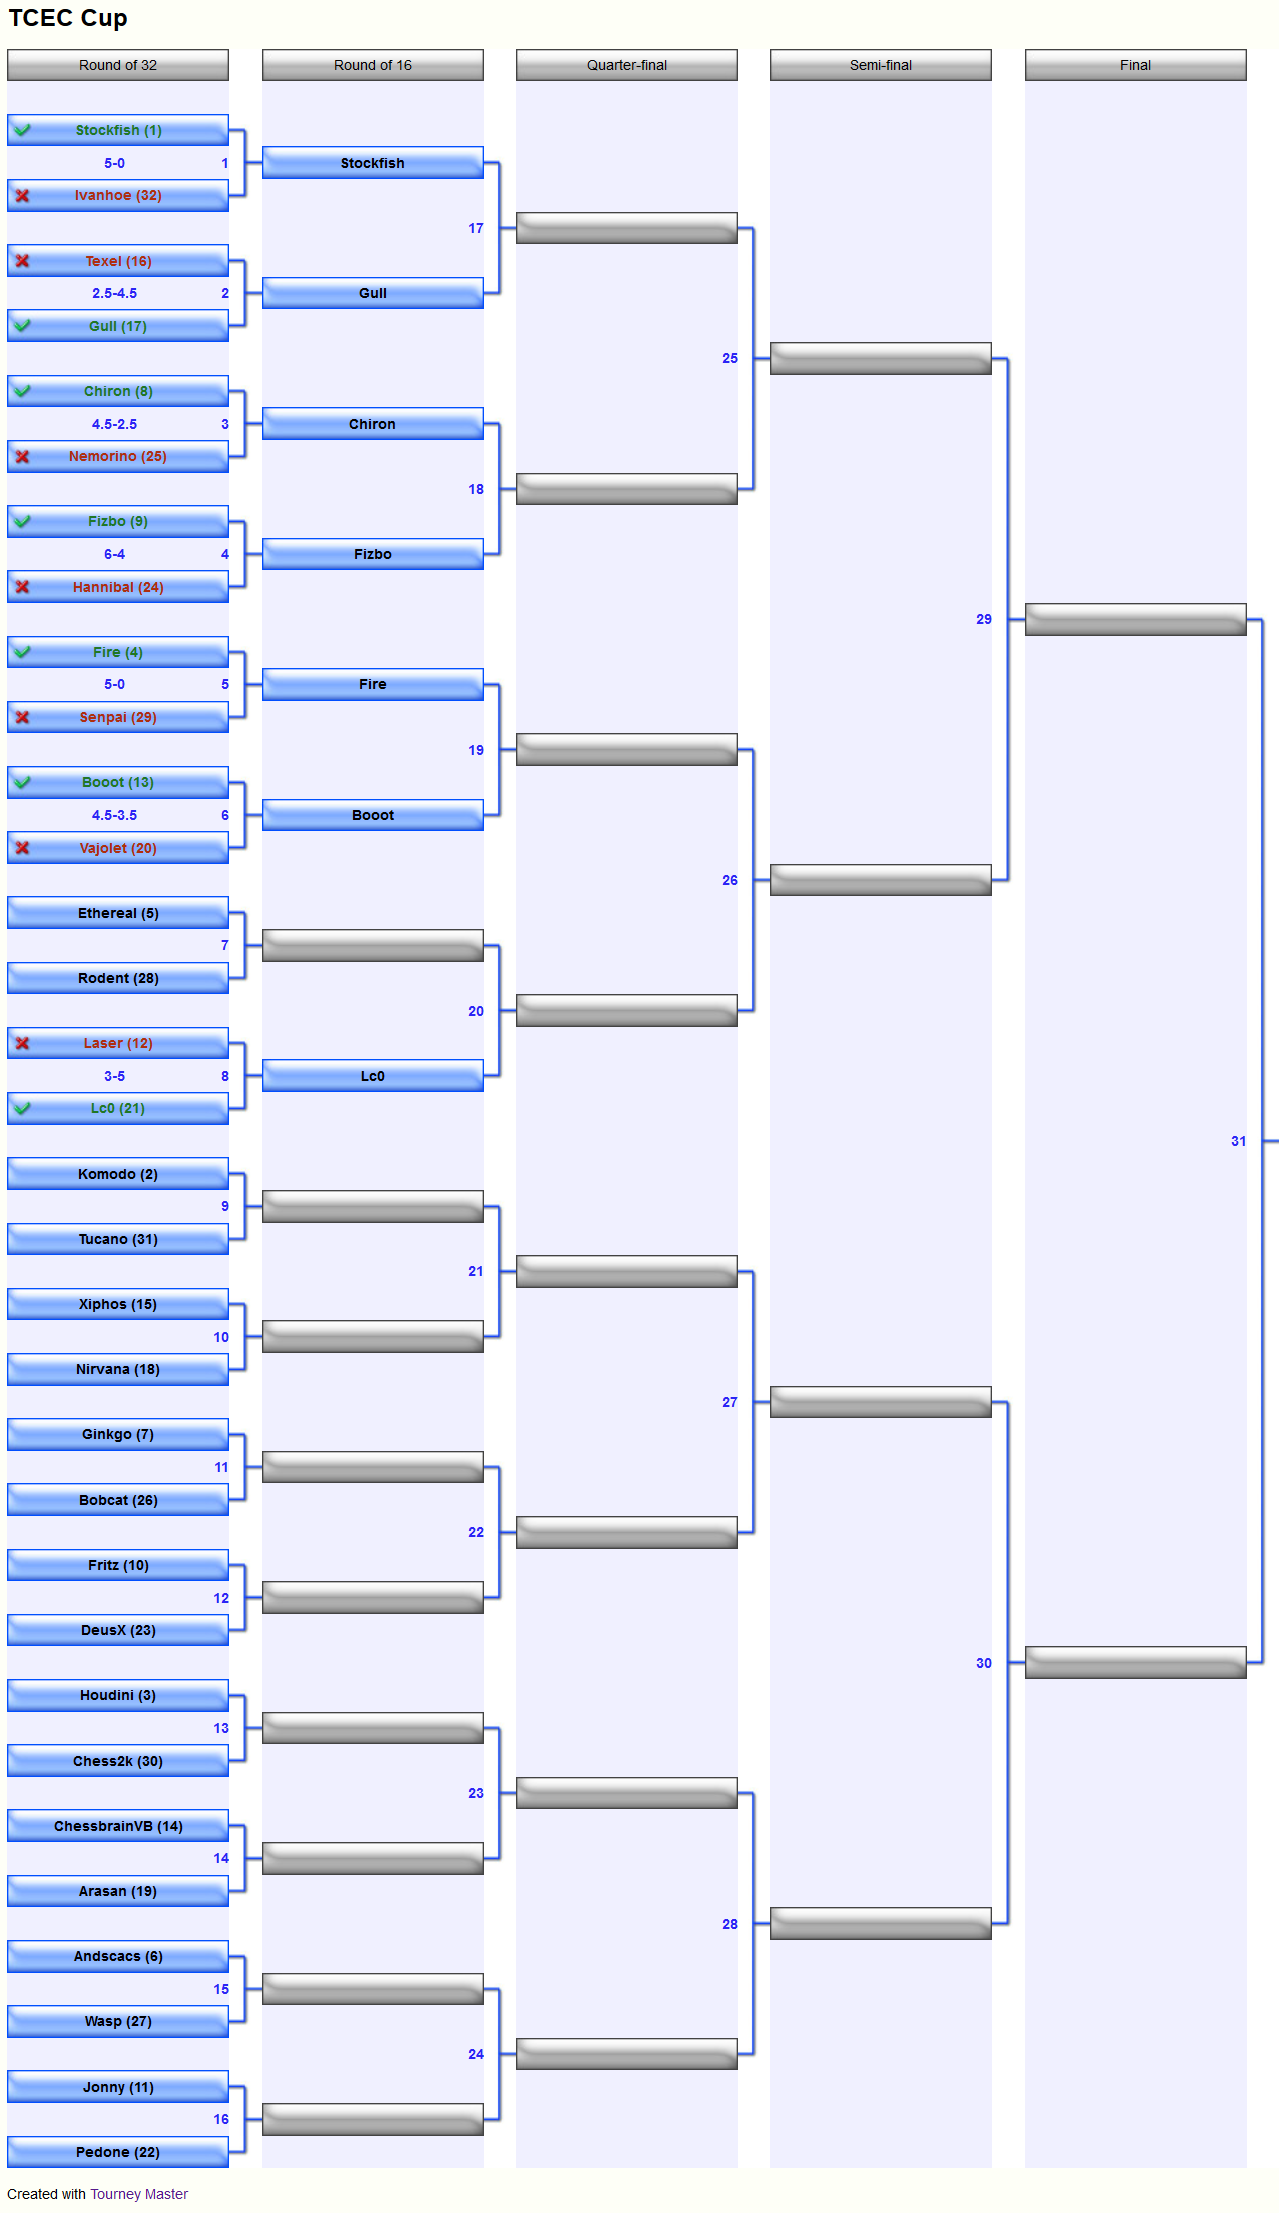 TCEC Cup
Round of 32
Round of 16
Quarter-final
Semi-final
Final
Stockfish (1)
5-0
1
Ivanhoe (32)
Stockfish
17
Texel (16)
2.5-4.5
2
Gull (17)
Gull
25
Chiron (8)
4.5-2.5
3
Nemorino (25)
Chiron
18
Fizbo (9)
6-4
4
Hannibal (24)
Fizbo
29
Fire (4)
5-0
5
Senpai (29)
Fire
19
Booot (13)
4.5-3.5
6
Vajolet (20)
Booot
26
Ethereal (5)
7
Rodent (28)
20
Laser (12)
3-5
8
Lc0 (21)
Lc0
31
Komodo (2)
9
Tucano (31)
21
Xiphos (15)
10
Nirvana (18)
27
Ginkgo (7)
11
Bobcat (26)
22
Fritz (10)
12
DeusX (23)
30
Houdini (3)
13
Chess2k (30)
23
ChessbrainVB (14)
14
Arasan (19)
28
Andscacs (6)
15
Wasp (27)
24
Jonny (11)
16
Pedone (22)
Created with Tourney Master